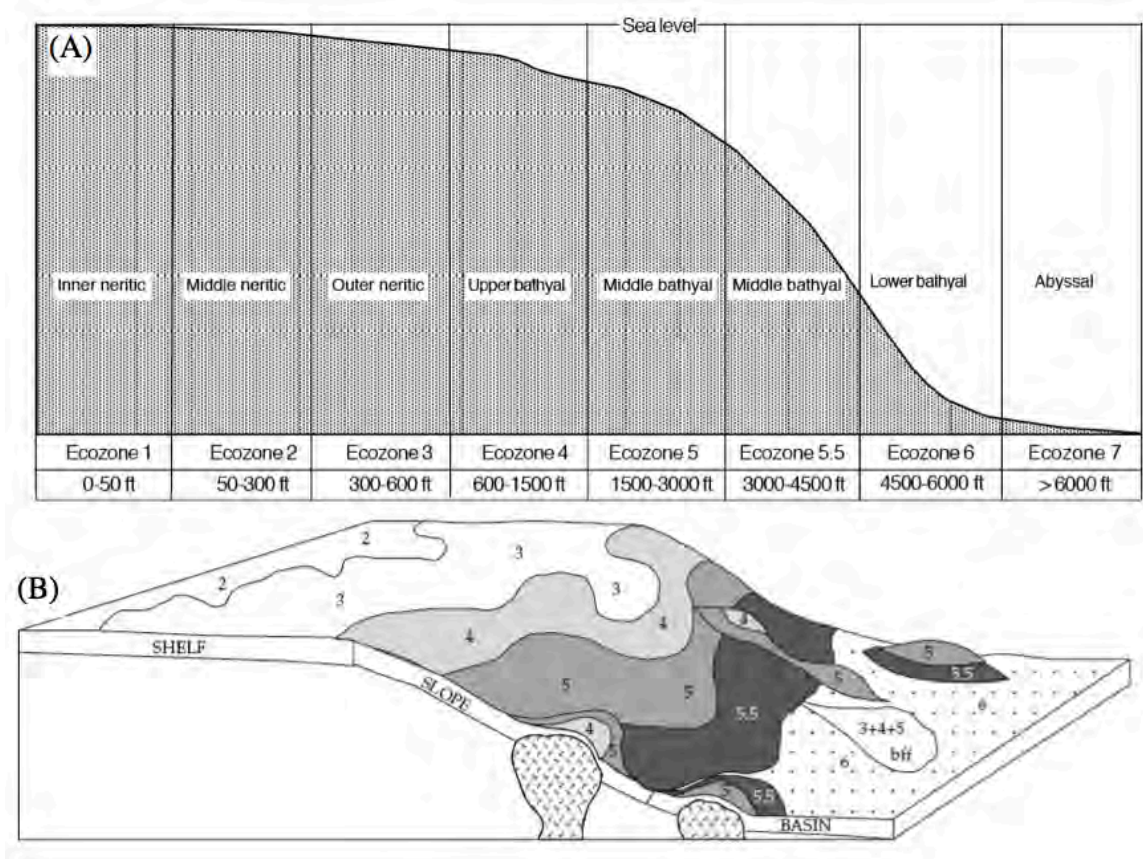 Sea level
(A)
Inner neritic Middle neritic Outer neritic Upper bathyal Middle bathyal Middle bathyal Lower bathyal Abyssal
Ecozone 1 Ecozone 2 Ecozone 3 Ecozone 4 Ecozone 5 Ecozone 5.5 Ecozone 6 Ecozone 7
0-50 ft 50-300 ft 300-600 ft 600-1500 ft 1500-3000 ft 3000-4500 ft 4500-6000 ft >6000 ft
(B)
2
3
2
3
3
4
4
4
5
5.5
5
5
5
5.5
6
SHELF
SLOPE
4
5
3+4+5
bff
6
5
5.5
BASIN